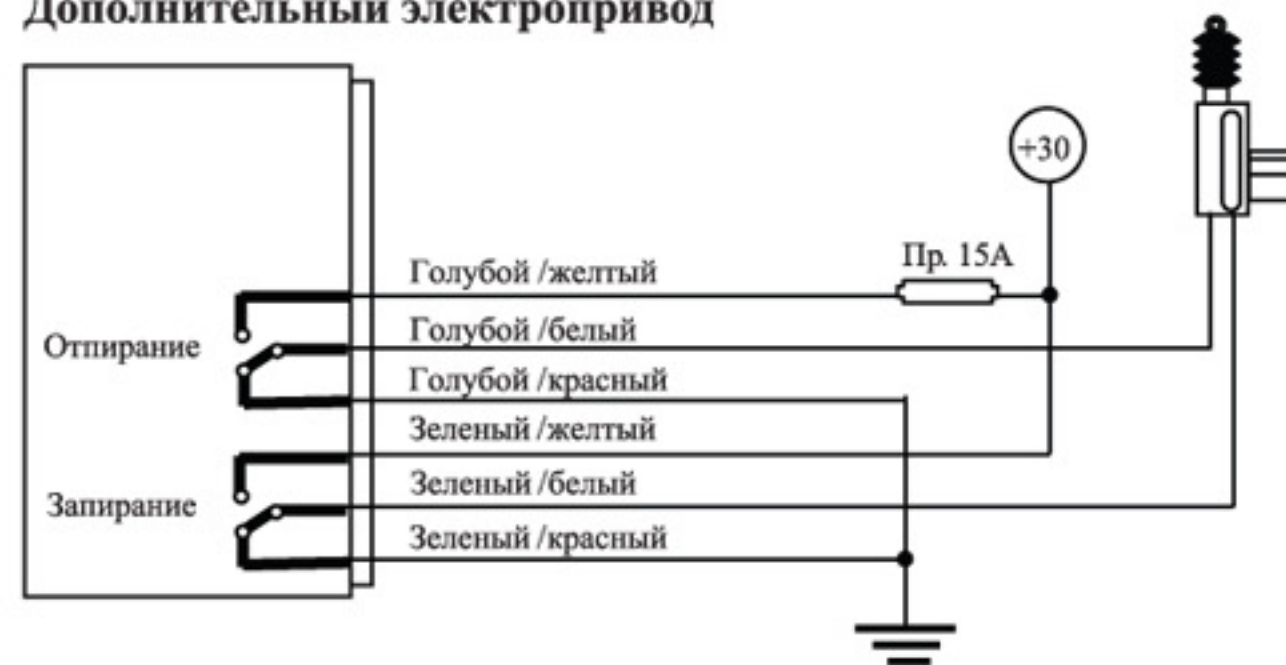 Дополнительный электропривод
+30
Пр. 15А
Голубой /желтый
Отпирание
Голубой /белый
Голубой /красный
Зеленый /желтый
Запирание
Зеленый /белый
Зеленый /красный